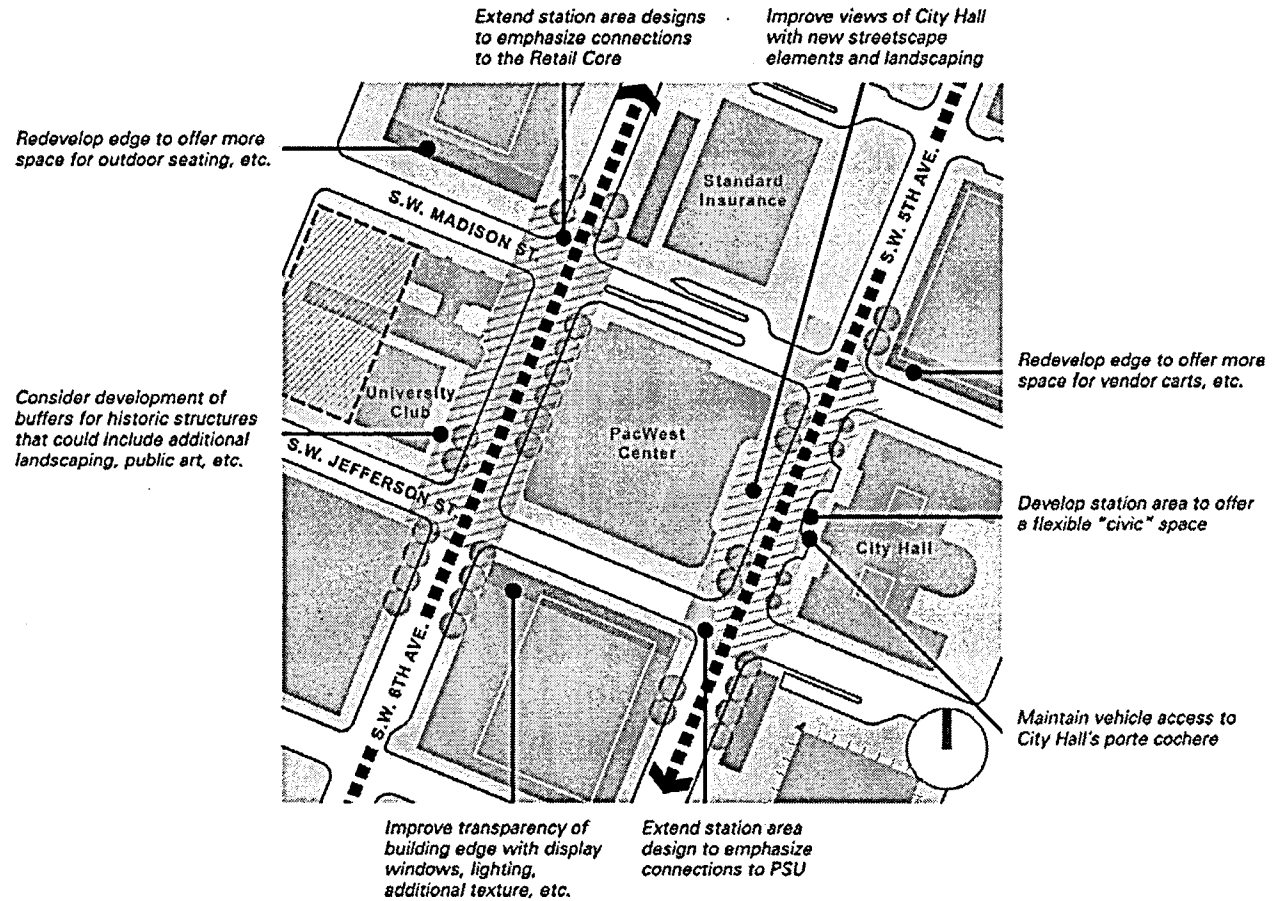 Extend station area designs
to emphasize connections
to the Retail Core
Improve views of City Hall
with new streetscape
elements and landscaping
Redevelop edge to offer more
space for outdoor seating, etc.
Standard
Insurance
S.W. MADISON ST.
S.W. 5TH AVE.
Redevelop edge to offer more
space for vendor carts, etc.
Consider development of
buffers for historic structures
that could include additional
landscaping, public art, etc.
University
Club
PacWest
Center
S.W. JEFFERSON ST.
Develop station area to offer
a flexible "civic" space
City Hall
S.W. 6TH AVE.
Maintain vehicle access to
City Hall's porte cochere
Improve transparency of
building edge with display
windows, lighting,
additional texture, etc.
Extend station area
design to emphasize
connections to PSU